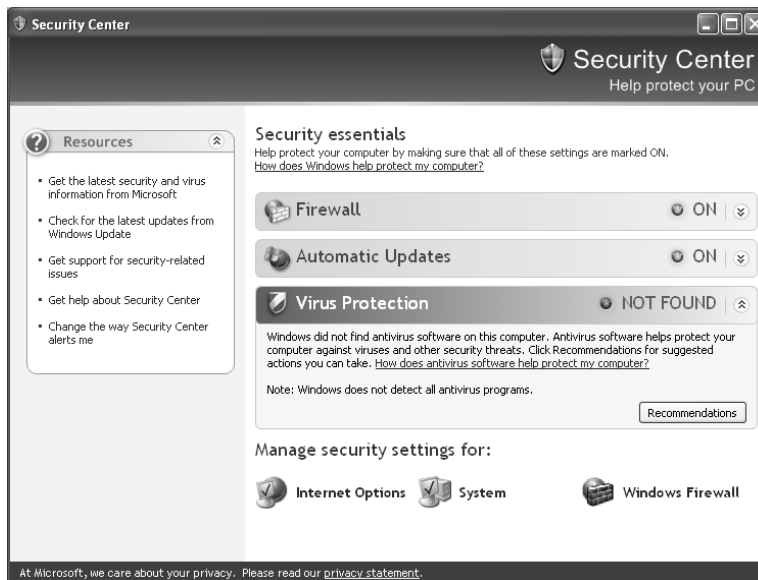 Security Center
Security Center
Help protect your PC
Resources
Get the latest security and virus
information from Microsoft
Check for the latest updates from
Windows Update
Get support for security-related
issues
Get help about Security Center
Change the way Security Center
alerts me
Security essentials
Help protect your computer by making sure that all of these settings are marked ON.
How does Windows help protect my computer?
Firewall ON
Automatic Updates ON
Virus Protection NOT FOUND
Windows did not find antivirus software on this computer. Antivirus software helps protect your
computer against viruses and other security threats. Click Recommendations for suggested
actions you can take. How does antivirus software help protect my computer?
Note: Windows does not detect all antivirus programs.
Recommendations
Manage security settings for:
Internet Options System Windows Firewall
At Microsoft, we care about your privacy. Please read our privacy statement.